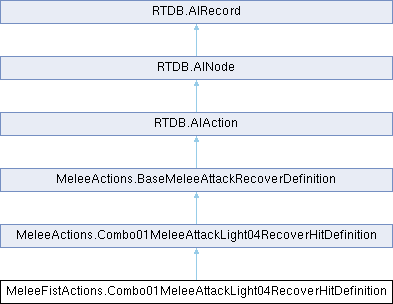 RTDB.AIRecord
RTDB.AINode
RTDB.AIAction
MeleeActions.BaseMeleeAttackRecoverDefinition
MeleeActions.Combo01MeleeAttackLight04RecoverHitDefinition
MeleeFistActions.Combo01MeleeAttackLight04RecoverHitDefinition